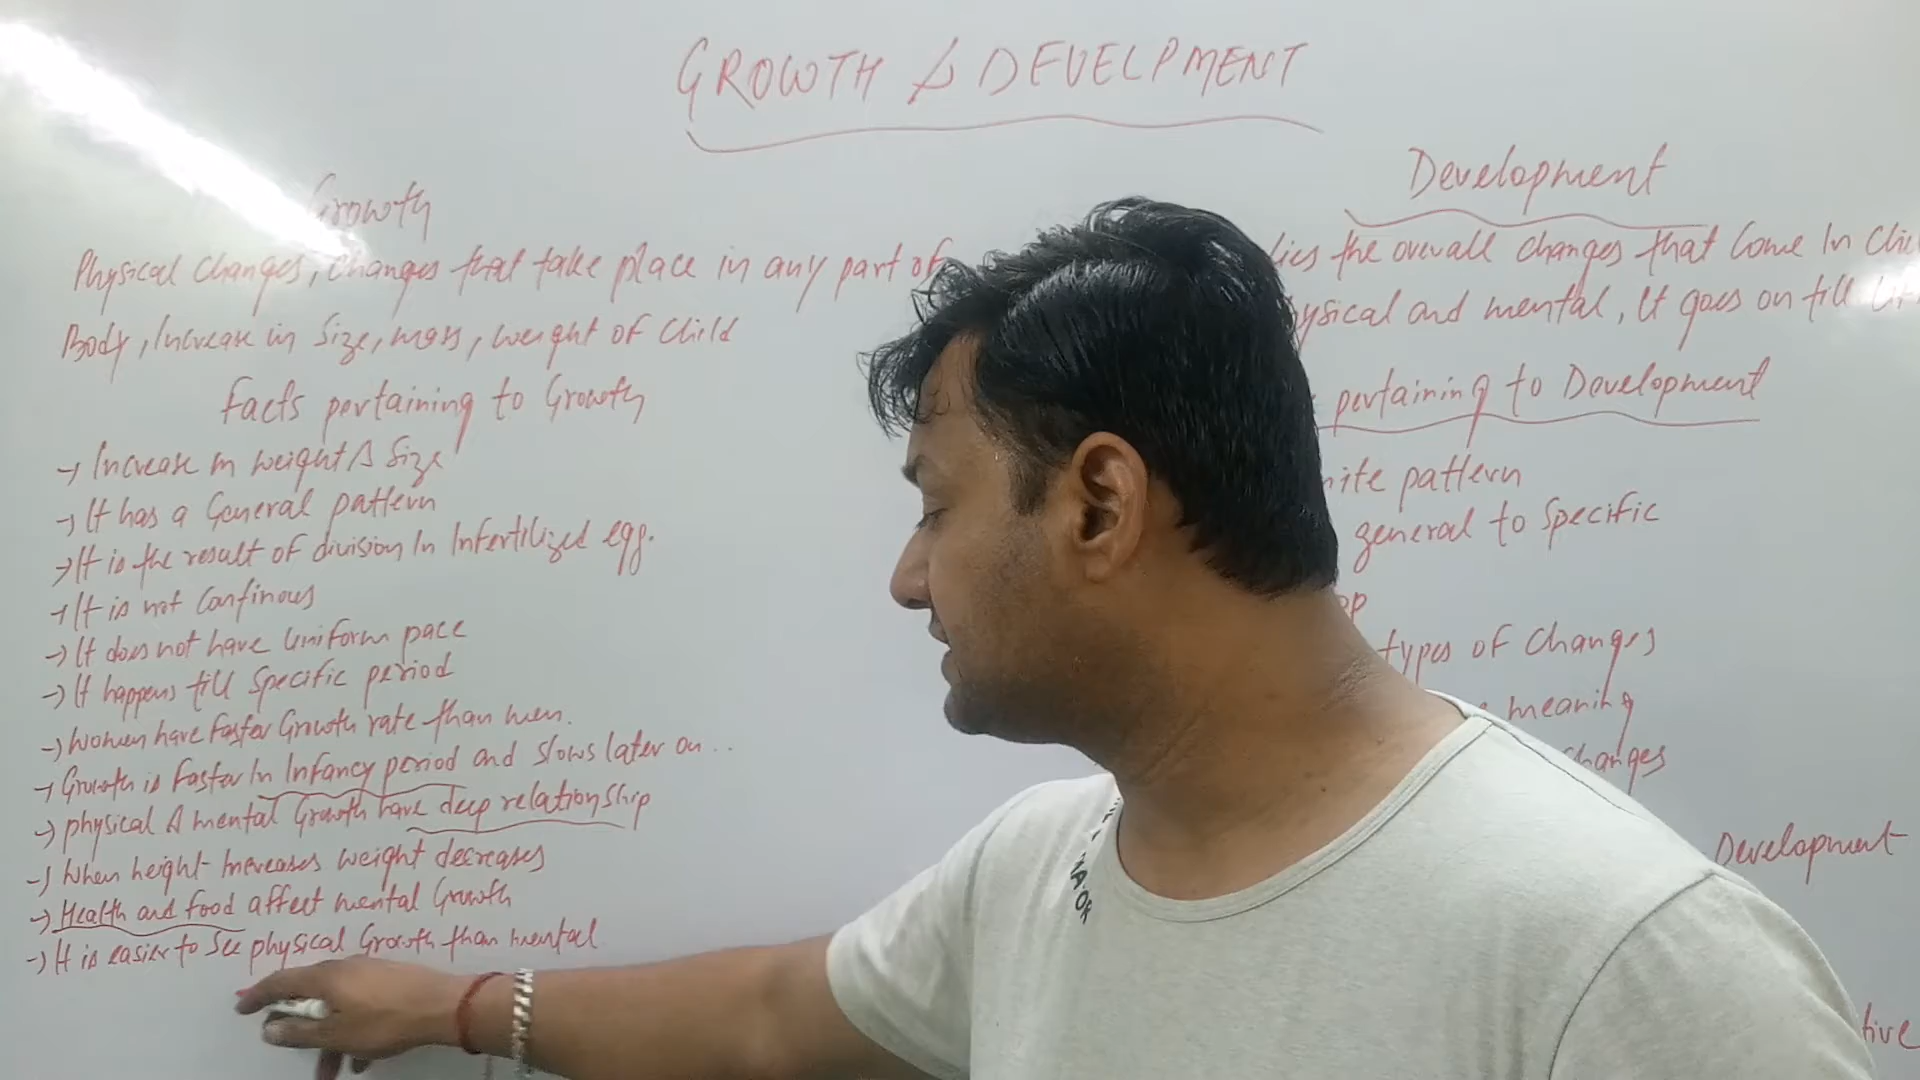 GROWTH & DEVELPMENT
Growth
Physical changes, changes that take place in any part of
Body, Increase in Size, mass, weight of child
Facts pertaining to Growth
→ Increase in weight & Size
→ It has a General pattern
→ It is the result of division In Infertilized egg.
→ It is not Continous
→ It does not have Uniform pace
→ It happens till Specific period
→ Women have Faster Growth rate than men.
→ Growth is Faster In Infancy period and slows later on ..
→ physical & mental Growth have deep relationship
→ When height Increases weight decreases
→ Health and Food affect mental Growth
→ It is easier to See physical Growth than mental
Development
the overall changes that Come In
and mental, It goes on till
pertaining to Development
pattern
general to Specific
types of Changes
meaning
changes
Development
NA OF